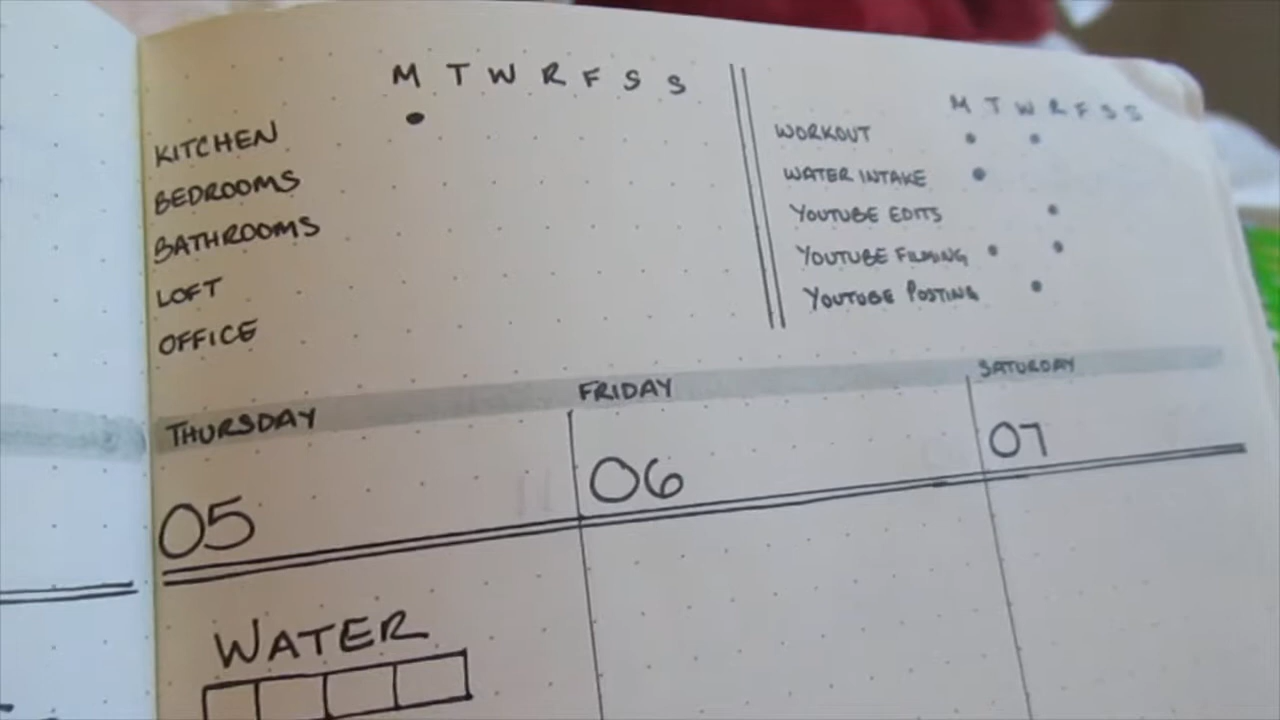 M T W R F S S
KITCHEN
BEDROOMS
BATHROOMS
LOFT
OFFICE
M T W R F S S
WORKOUT
WATER INTAKE
YOUTUBE EDITS
YOUTUBE FILMING
YOUTUBE POSTING
THURSDAY
FRIDAY
SATURDAY
05
06
07
WATER